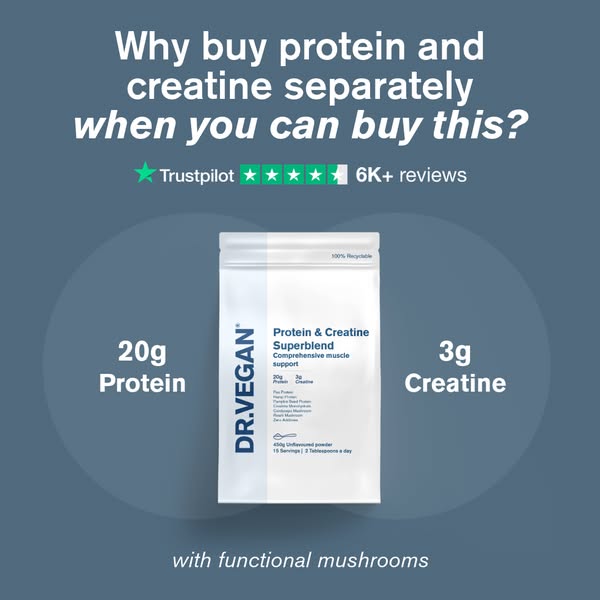 Why buy protein and
creatine separately
when you can buy this?
Trustpilot 6K+ reviews
100% Recyclable
DR.VEGAN®
Protein & Creatine
Superblend
Comprehensive muscle
support
20g 3g
Protein Creatine
Pea Protein
Hemp Protein
Pumpkin Seed Protein
Creatine Monohydrate
Cordyceps Mushroom
Reishi Mushroom
Zero Additives
450g Unflavoured powder
15 Servings | 2 Tablespoons a day
20g
Protein
3g
Creatine
with functional mushrooms